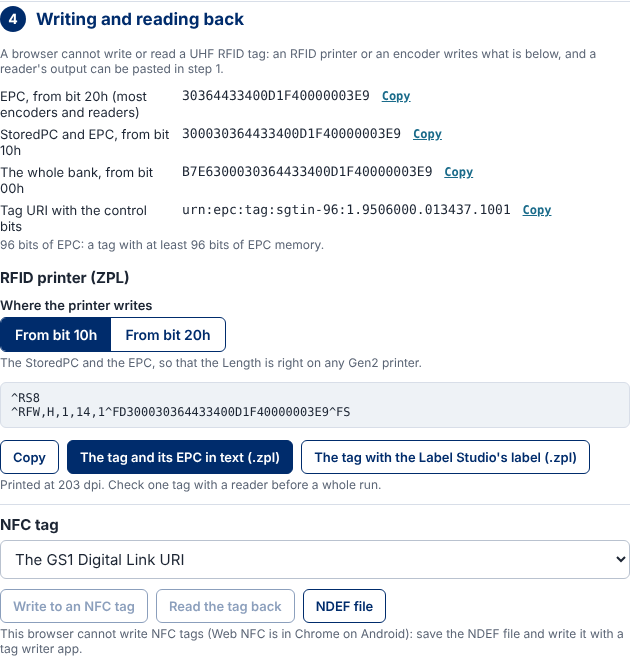 4 Writing and reading back
A browser cannot write or read a UHF RFID tag: an RFID printer or an encoder writes what is below, and a
reader's output can be pasted in step 1.
EPC, from bit 20h (most
encoders and readers)
30364433400D1F40000003E9 Copy
StoredPC and EPC, from bit
10h
300030364433400D1F40000003E9 Copy
The whole bank, from bit
00h
B7E6300030364433400D1F40000003E9 Copy
Tag URI with the control
bits
urn:epc:tag:sgtin-96:1.9506000.013437.1001 Copy
96 bits of EPC: a tag with at least 96 bits of EPC memory.
RFID printer (ZPL)
Where the printer writes
From bit 10h From bit 20h
The StoredPC and the EPC, so that the Length is right on any Gen2 printer.
^RS8
^RFW,H,1,14,1^FD300030364433400D1F40000003E9^FS
Copy The tag and its EPC in text (.zpl) The tag with the Label Studio's label (.zpl)
Printed at 203 dpi. Check one tag with a reader before a whole run.
NFC tag
The GS1 Digital Link URI
Write to an NFC tag Read the tag back NDEF file
This browser cannot write NFC tags (Web NFC is in Chrome on Android): save the NDEF file and write it with a
tag writer app.